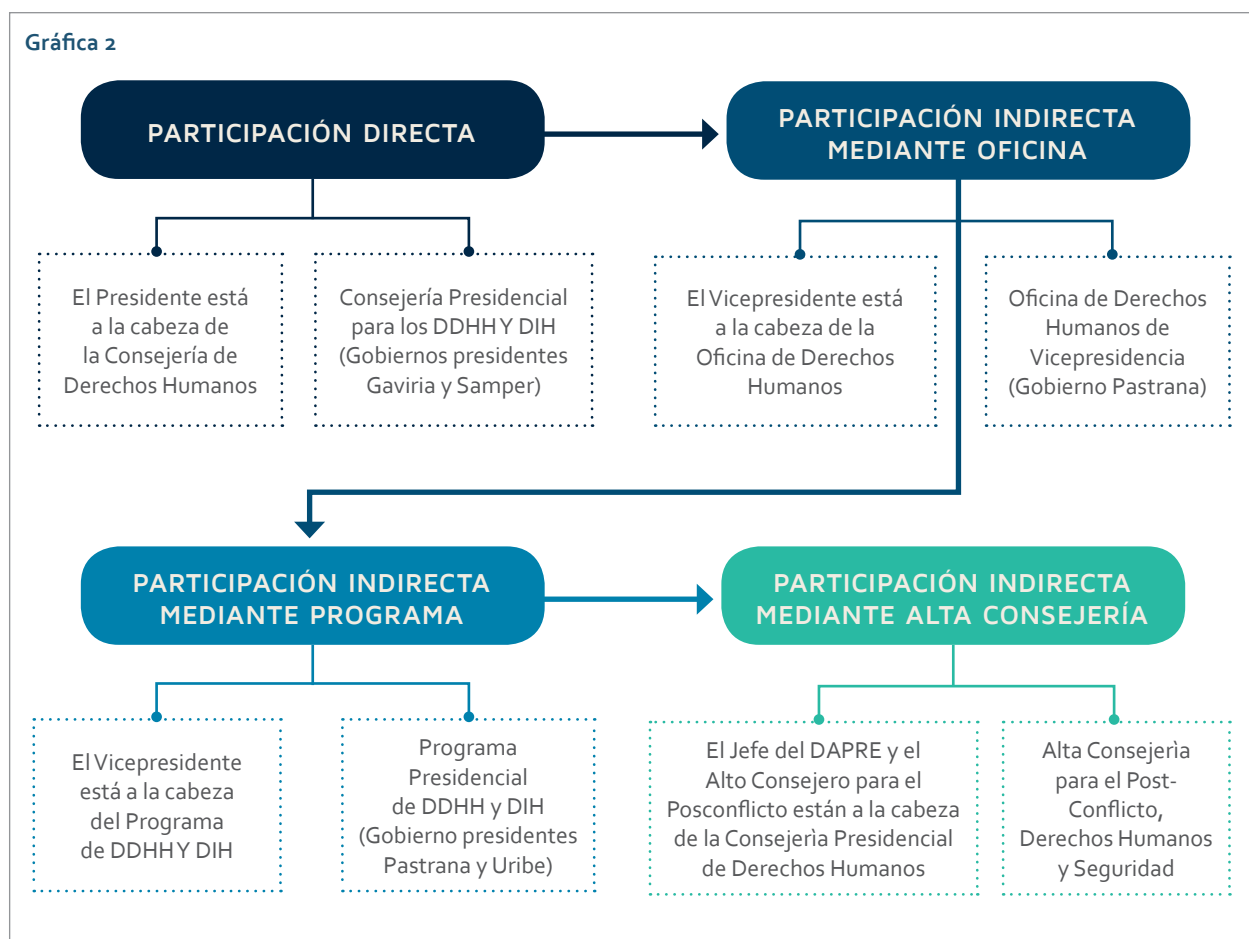 Gráfica 2
PARTICIPACIÓN DIRECTA
PARTICIPACIÓN INDIRECTA
MEDIANTE OFICINA
El Presidente está
a la cabeza de
la Consejería de
Derechos Humanos
Consejería Presidencial
para los DDHH Y DIH
(Gobiernos presidentes
Gaviria y Samper)
El Vicepresidente está
a la cabeza de la
Oficina de Derechos
Humanos
Oficina de Derechos
Humanos de
Vicepresidencia
(Gobierno Pastrana)
PARTICIPACIÓN INDIRECTA
MEDIANTE PROGRAMA
PARTICIPACIÓN INDIRECTA
MEDIANTE ALTA CONSEJERÍA
El Vicepresidente
está a la cabeza
del Programa
de DDHH Y DIH
Programa
Presidencial
de DDHH y DIH
(Gobierno presidentes
Pastrana y Uribe)
El Jefe del DAPRE y el
Alto Consejero para el
Posconflicto están a la cabeza
de la Consejerìa Presidencial
de Derechos Humanos
Alta Consejerìa
para el Post-
Conflicto,
Derechos Humanos
y Seguridad